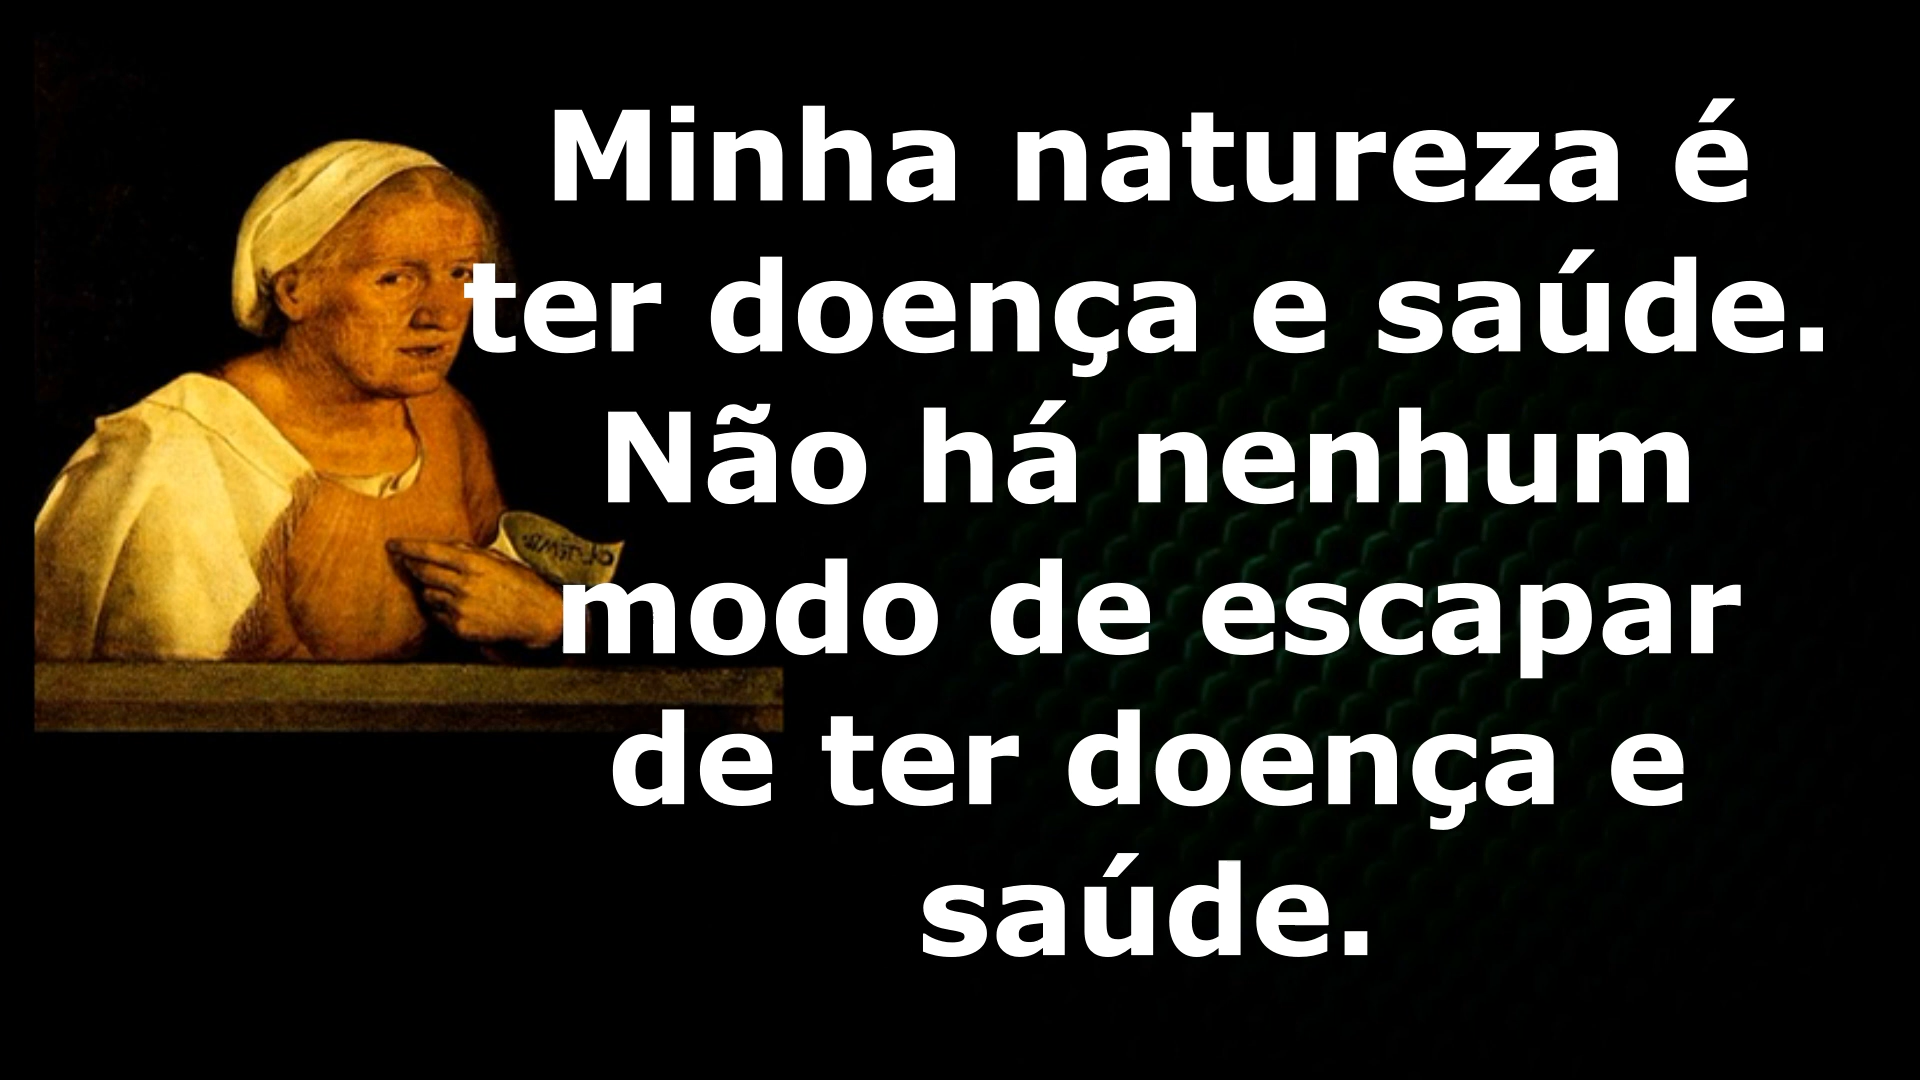 Minha natureza é
ter doença e saúde.
Não há nenhum
modo de escapar
de ter doença e
saúde.